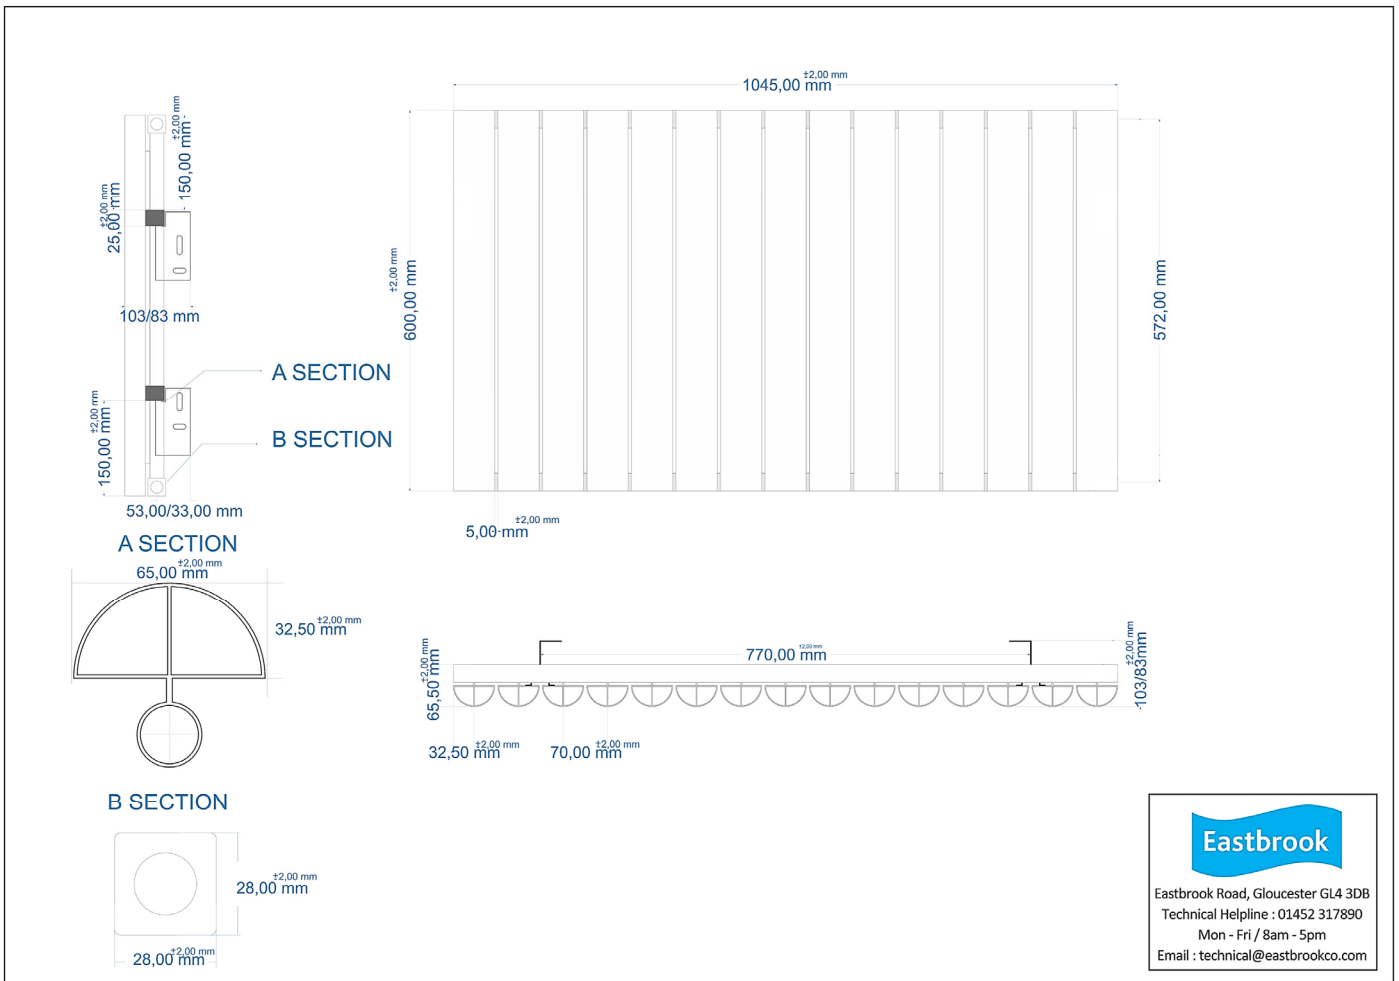 1045,00 mm ±2,00 mm
150,00 mm ±2,00 mm
25,00 mm ±2,00 mm
103/83 mm
A SECTION
B SECTION
150,00 mm ±2,00 mm
53,00/33,00 mm
600,00 mm ±2,00 mm
572,00 mm
5,00 mm ±2,00 mm
A SECTION
65,00 mm ±2,00 mm
32,50 mm ±2,00 mm
770,00 mm ±2,00 mm
65,50 mm ±2,00 mm
103/83mm ±2,00 mm
32,50 mm ±2,00 mm
70,00 mm ±2,00 mm
B SECTION
28,00 mm ±2,00 mm
28,00 mm ±2,00 mm
Eastbrook
Eastbrook Road, Gloucester GL4 3DB
Technical Helpline : 01452 317890
Mon - Fri / 8am - 5pm
Email : technical@eastbrookco.com